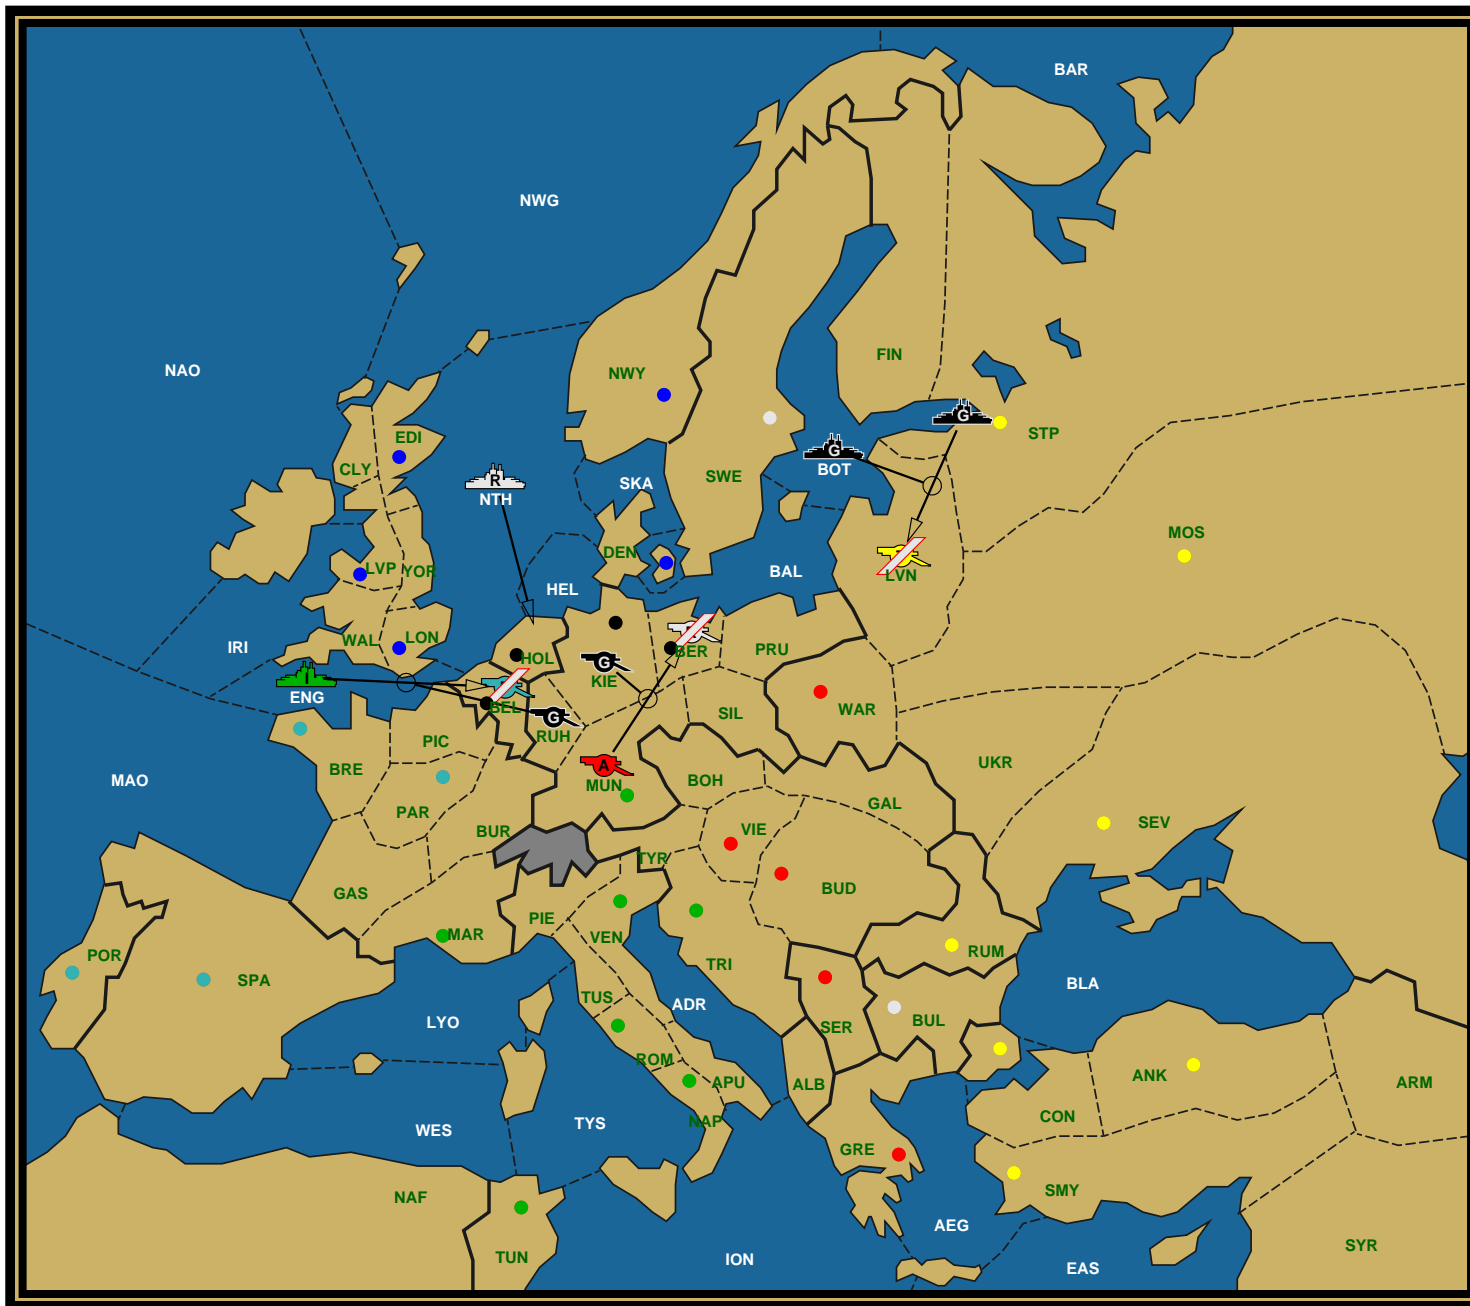 BAR
NWG
NAO
FIN
NWY
G
EDI
STP
G
CLY
BOT
SWE
R
SKA
NTH
MOS
DEN
LVP
YOR
BAL
LVN
HEL
WAL
LON
IRI
HOL
BER
PRU
G
KIE
I
ENG
BEL
G
RUH
SIL
WAR
PIC
A
MUN
BOH
UKR
BRE
MAO
PAR
GAL
BUR
VIE
SEV
TYR
BUD
GAS
PIE
MAR
VEN
RUM
POR
SPA
TRI
BLA
TUS
ADR
LYO
BUL
SER
ROM
APU
ALB
ANK
ARM
NAP
CON
WES
TYS
GRE
NAF
SMY
AEG
TUN
ION
SYR
EAS